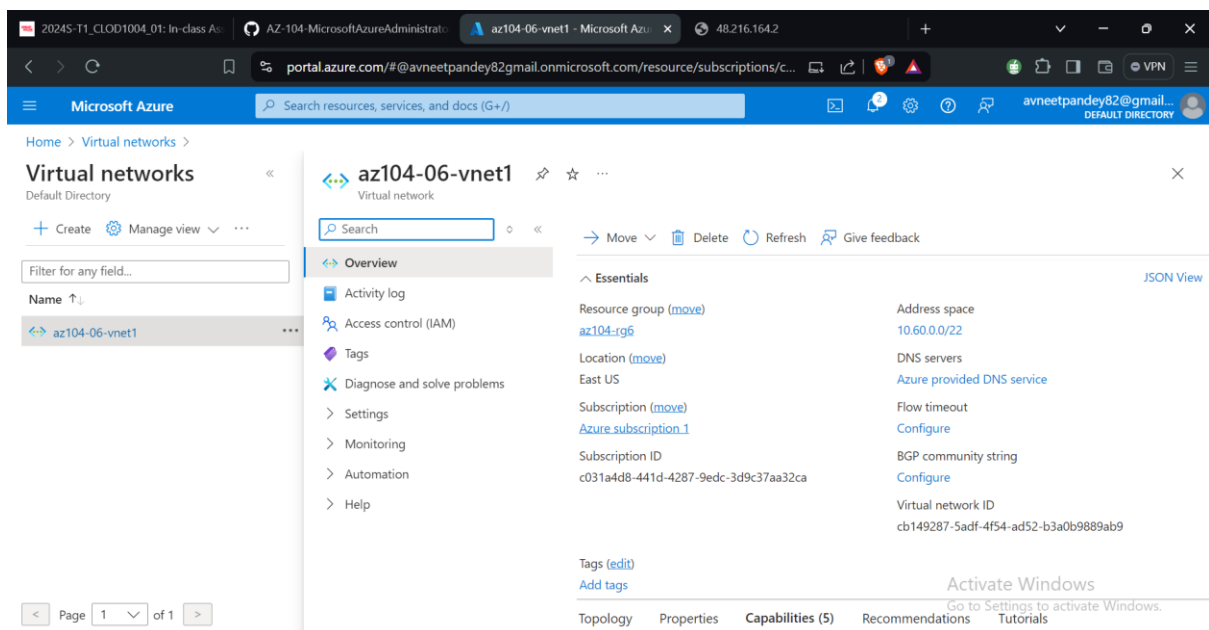 2024S-T1_CLOD1004_01: In-class As
AZ-104-MicrosoftAzureAdministrato
az104-06-vnet1 - Microsoft Azu
48.216.164.2
portal.azure.com/#@avneetpandey82gmail.onmicrosoft.com/resource/subscriptions/c...
VPN
Microsoft Azure
Search resources, services, and docs (G+/)
2
avneetpandey82@gmail...
DEFAULT DIRECTORY
Home > Virtual networks >
Virtual networks
Default Directory
+ Create Manage view ...
Filter for any field...
Name ↑↓
az104-06-vnet1 ...
< Page 1 of 1 >
az104-06-vnet1 ...
Virtual network
Search
Overview
Activity log
Access control (IAM)
Tags
Diagnose and solve problems
Settings
Monitoring
Automation
Help
Move Delete Refresh Give feedback
Essentials
JSON View
Resource group (move)
az104-rg6
Location (move)
East US
Subscription (move)
Azure subscription 1
Subscription ID
c031a4d8-441d-4287-9edc-3d9c37aa32ca
Address space
10.60.0.0/22
DNS servers
Azure provided DNS service
Flow timeout
Configure
BGP community string
Configure
Virtual network ID
cb149287-5adf-4f54-ad52-b3a0b9889ab9
Tags (edit)
Add tags
Topology Properties Capabilities (5) Recommendations Tutorials
Activate Windows
Go to Settings to activate Windows.